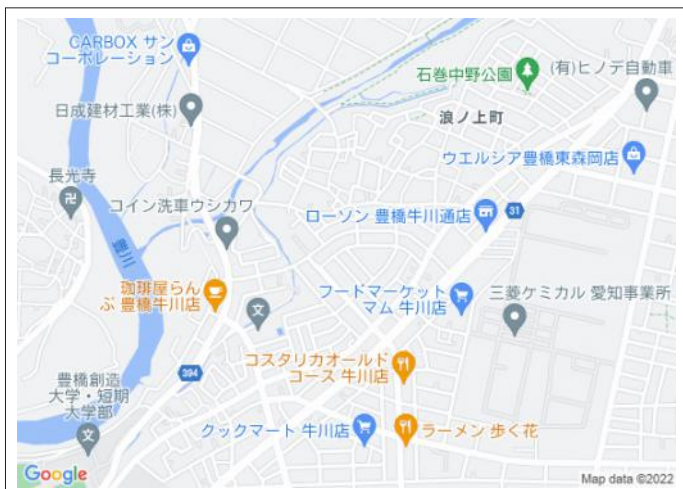 CARBOX サン
コーポレーション
石巻中野公園
(有)ヒノデ自動車
日成建材工業(株)
浪ノ上町
ウエルシア豊橋東森岡店
長光寺
コイン洗車ウシカワ
ローソン 豊橋牛川通店
31
豊川
珈琲屋らん
ぷ 豊橋牛川店
フードマーケット
マム 牛川店
三菱ケミカル 愛知事業所
コスタリカオールド
コース 牛川店
394
豊橋創造
大学・短期
大学部
クックマート 牛川店
ラーメン 歩く花
Google
Map data ©2022